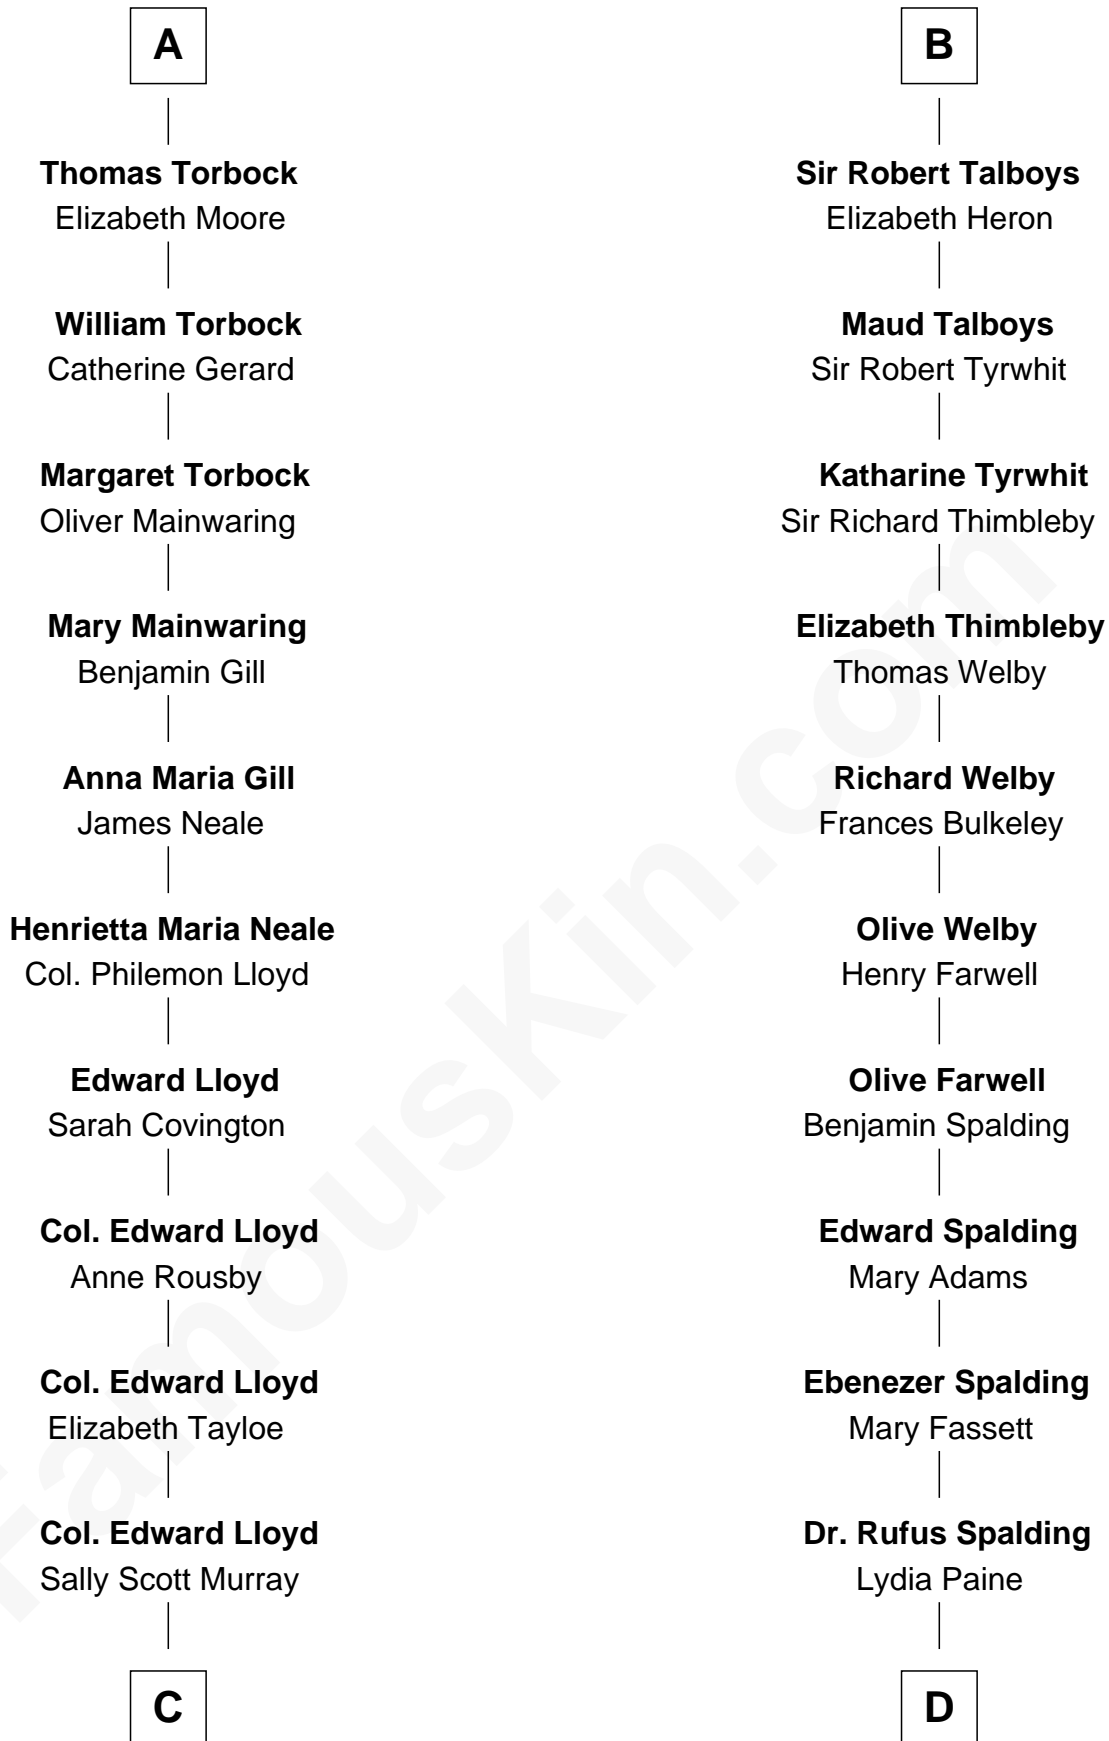 A
Thomas Torbock
Elizabeth Moore
William Torbock
Catherine Gerard
Margaret Torbock
Oliver Mainwaring
Mary Mainwaring
Benjamin Gill
Anna Maria Gill
James Neale
Henrietta Maria Neale
Col. Philemon Lloyd
Edward Lloyd
Sarah Covington
Col. Edward Lloyd
Anne Rousby
Col. Edward Lloyd
Elizabeth Tayloe
Col. Edward Lloyd
Sally Scott Murray
C
B
Sir Robert Talboys
Elizabeth Heron
Maud Talboys
Sir Robert Tyrwhit
Katharine Tyrwhit
Sir Richard Thimbleby
Elizabeth Thimbleby
Thomas Welby
Richard Welby
Frances Bulkeley
Olive Welby
Henry Farwell
Olive Farwell
Benjamin Spalding
Edward Spalding
Mary Adams
Ebenezer Spalding
Mary Fassett
Dr. Rufus Spalding
Lydia Paine
D
FamousKin.com